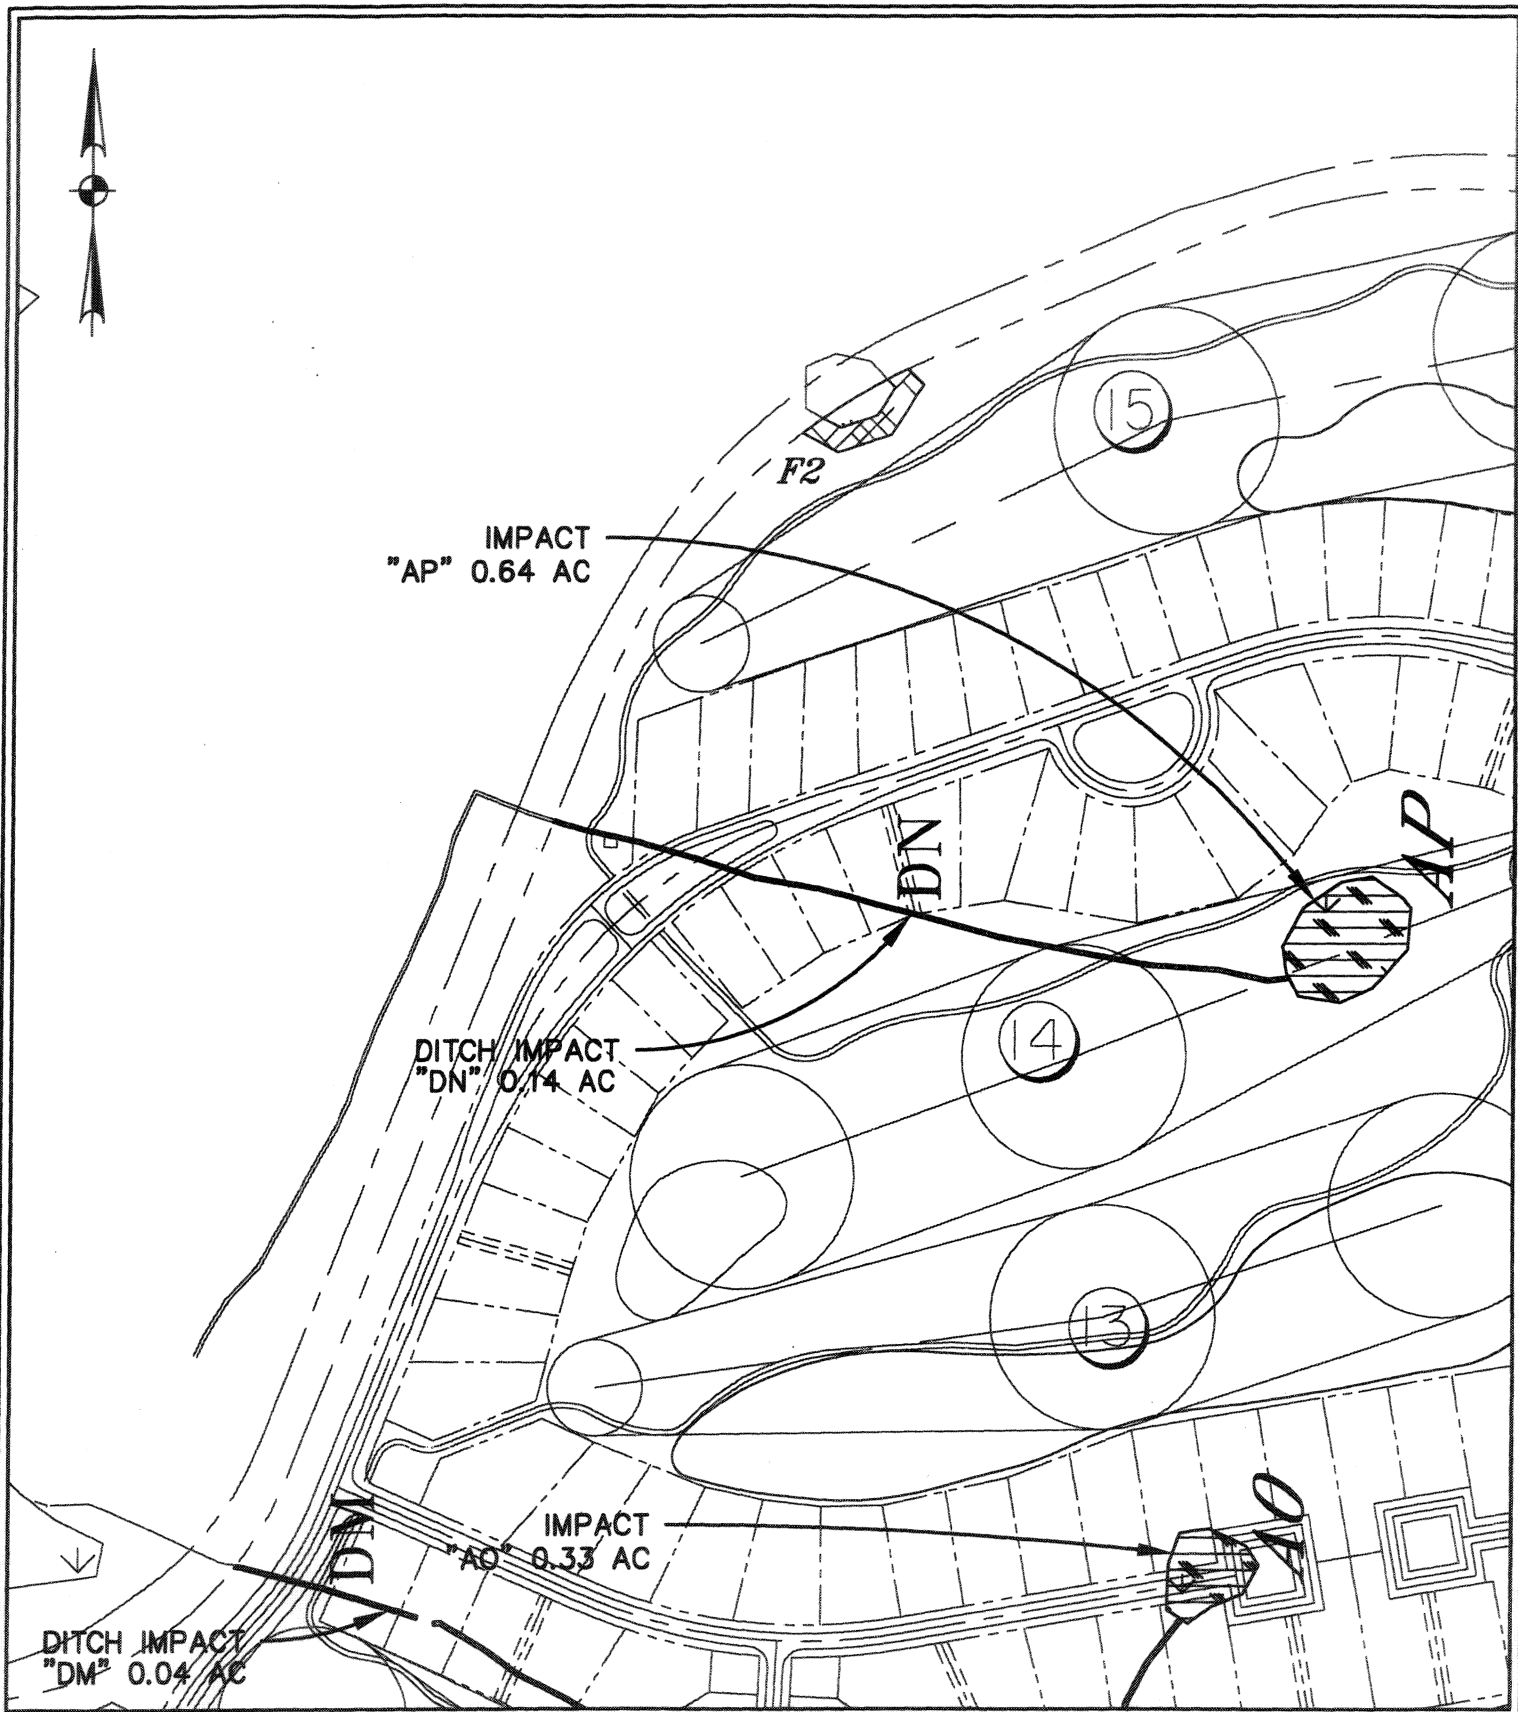 15
F2
IMPACT
"AP" 0.64 AC
AP
DN
14
DITCH IMPACT
"DN" 0.14 AC
13
AO
DM
IMPACT
"AO" 0.33 AC
DITCH IMPACT
"DM" 0.04 AC